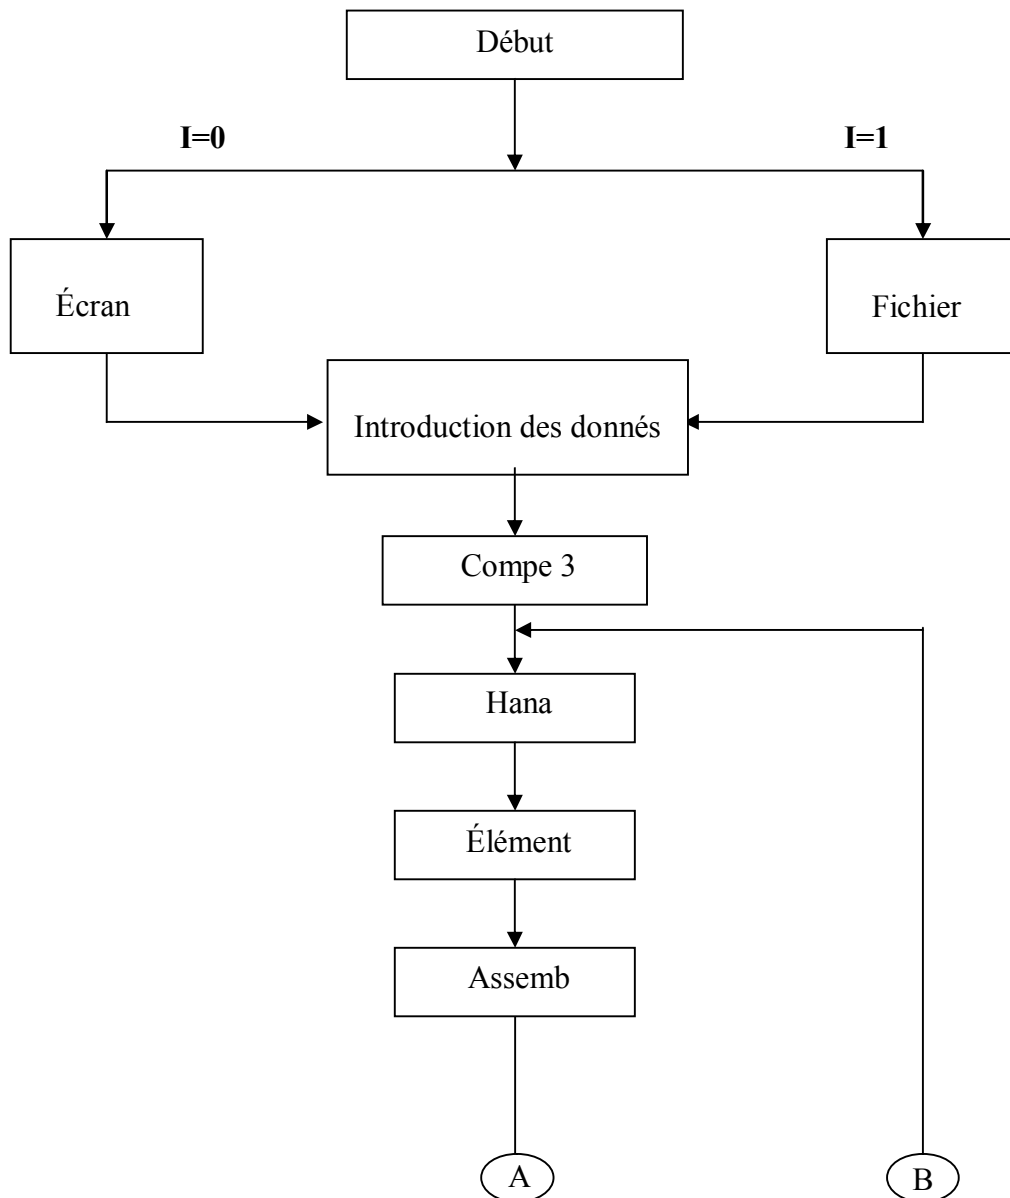 Début
I=0
I=1
Écran
Fichier
Introduction des donnés
Compe 3
Hana
Élément
Assemb
A
B